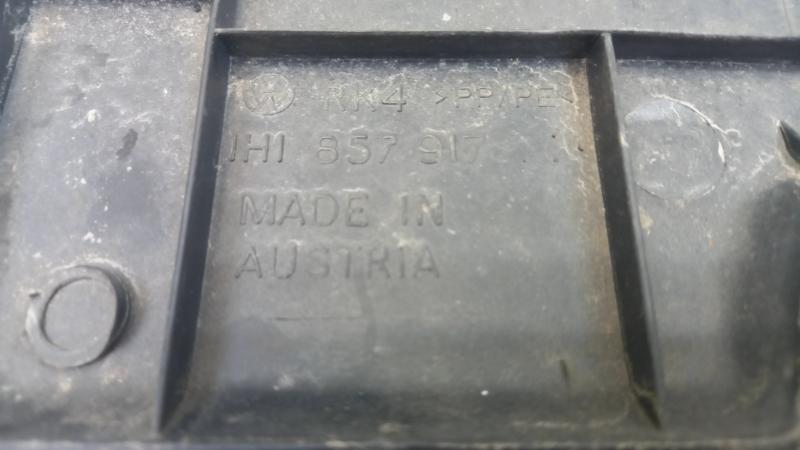 RK4 >PP/PE<
1H1 857 917
MADE IN
AUSTRIA
O